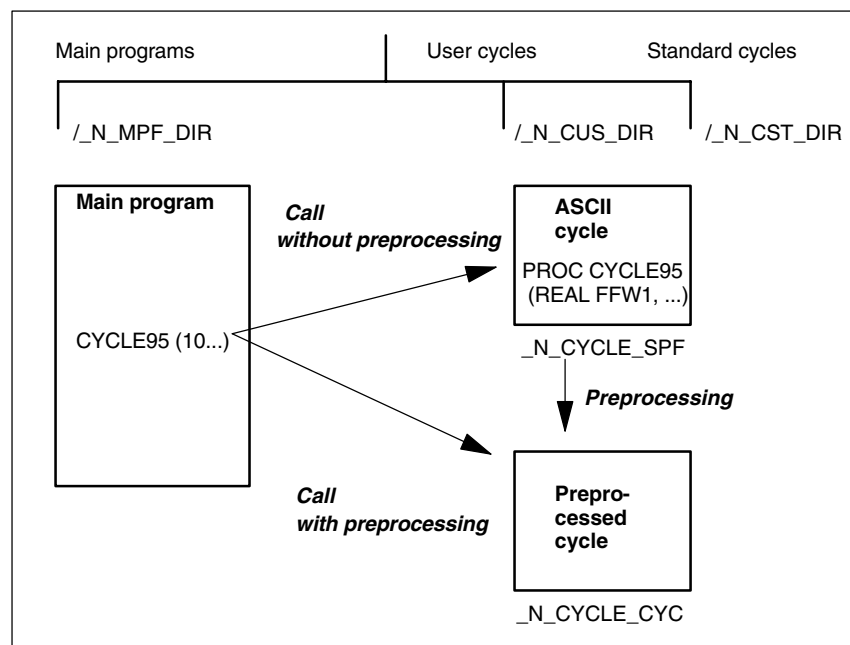 Main programs
User cycles
Standard cycles
/_N_MPF_DIR
/_N_CUS_DIR
/_N_CST_DIR
Main program
CYCLE95 (10...)
Call
without preprocessing
ASCII
cycle
PROC CYCLE95
(REAL FFW1, ...)
_N_CYCLE_SPF
Preprocessing
Call
with preprocessing
Prepro-
cessed
cycle
_N_CYCLE_CYC